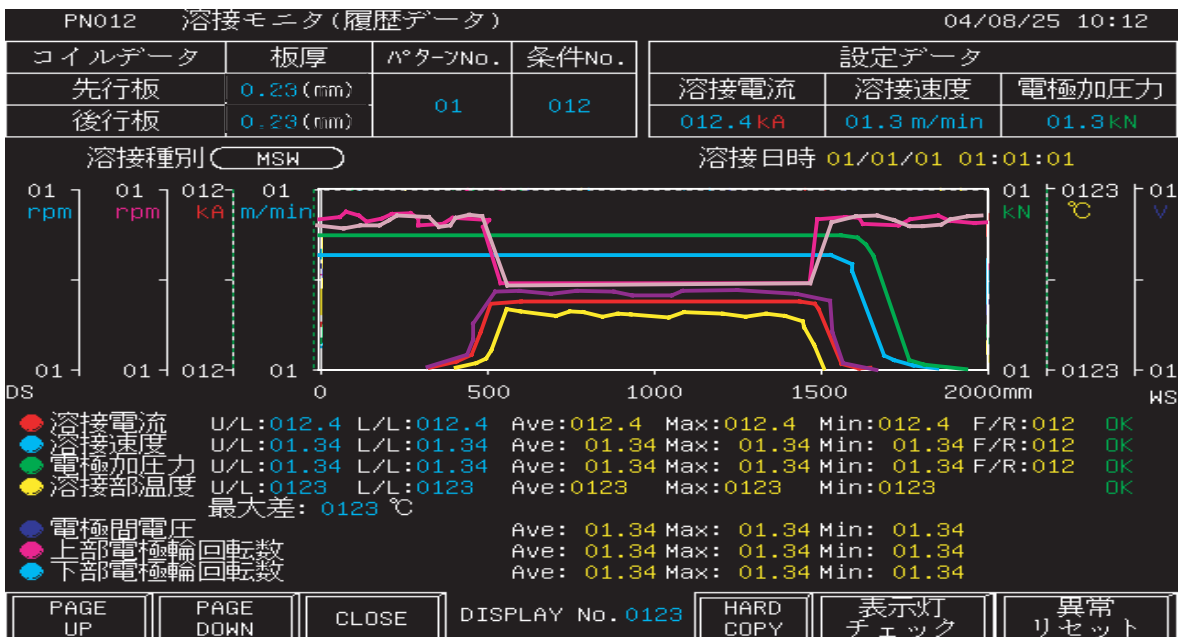 PN012 溶接モニタ(履歴データ) 04/08/25 10:12
コイルデータ 板厚 パターンNo. 条件No. 設定データ
先行板 0.23(mm) 01 012 溶接電流 溶接速度 電極加圧力
後行板 0.23(mm) 012.4kA 01.3m/min 01.3kN
溶接種別 MSW 溶接日時 01/01/01 01:01:01
01 01 012 01 01 0123 01
rpm rpm kA m/min kN ℃ V
01 01 012 01 01 0123 01
DS 0 500 1000 1500 2000mm WS
溶接電流 U/L:012.4 L/L:012.4 Ave:012.4 Max:012.4 Min:012.4 F/R:012 OK
溶接速度 U/L:01.34 L/L:01.34 Ave: 01.34 Max: 01.34 Min: 01.34 F/R:012 OK
電極加圧力 U/L:01.34 L/L:01.34 Ave: 01.34 Max: 01.34 Min: 01.34 F/R:012 OK
溶接部温度 U/L:0123 L/L:0123 Ave:0123 Max:0123 Min:0123 OK
最大差: 0123 ℃
電極間電圧 Ave: 01.34 Max: 01.34 Min: 01.34
上部電極輪回転数 Ave: 01.34 Max: 01.34 Min: 01.34
下部電極輪回転数 Ave: 01.34 Max: 01.34 Min: 01.34
PAGE UP PAGE DOWN CLOSE DISPLAY No.0123 HARD COPY 表示灯チェック 異常リセット